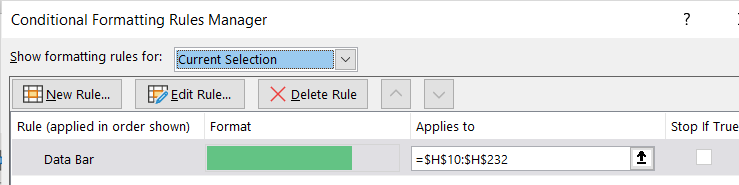 Conditional Formatting Rules Manager ?
Show formatting rules for: Current Selection
New Rule... Edit Rule... Delete Rule
Rule (applied in order shown) Format Applies to Stop If True
Data Bar =$H$10:$H$232